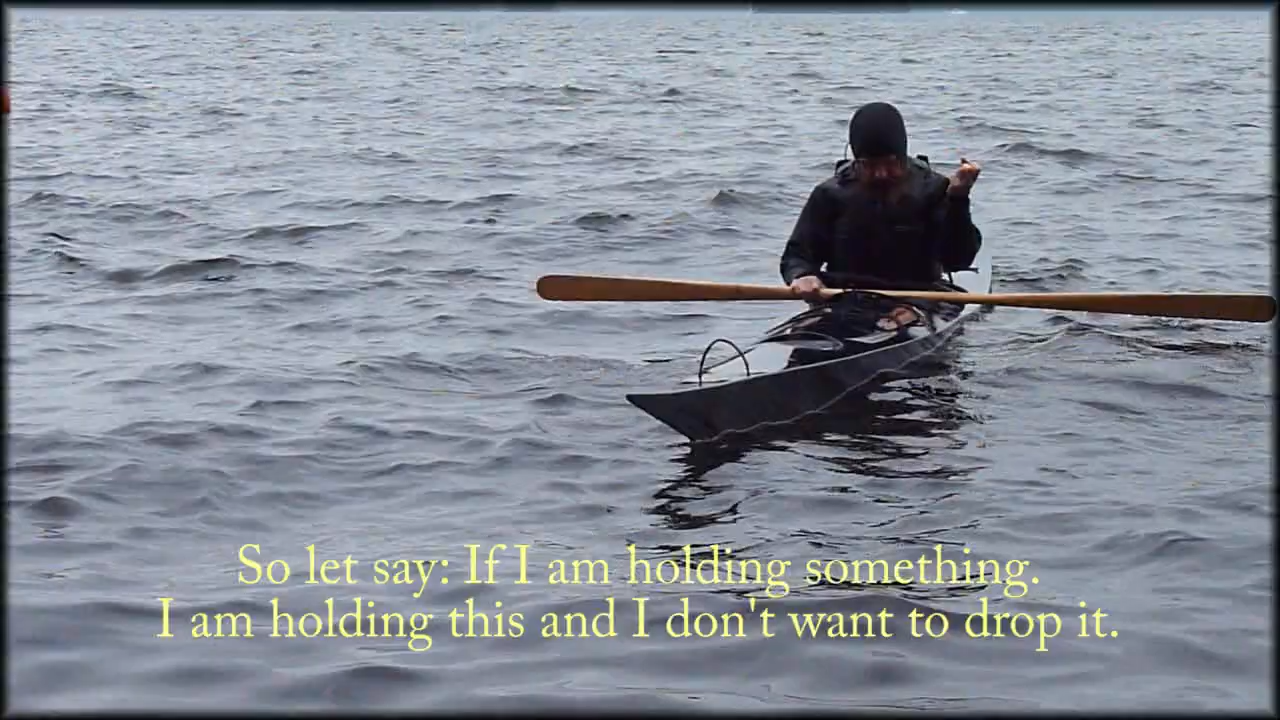 So let say: If I am holding something.
I am holding this and I don't want to drop it.